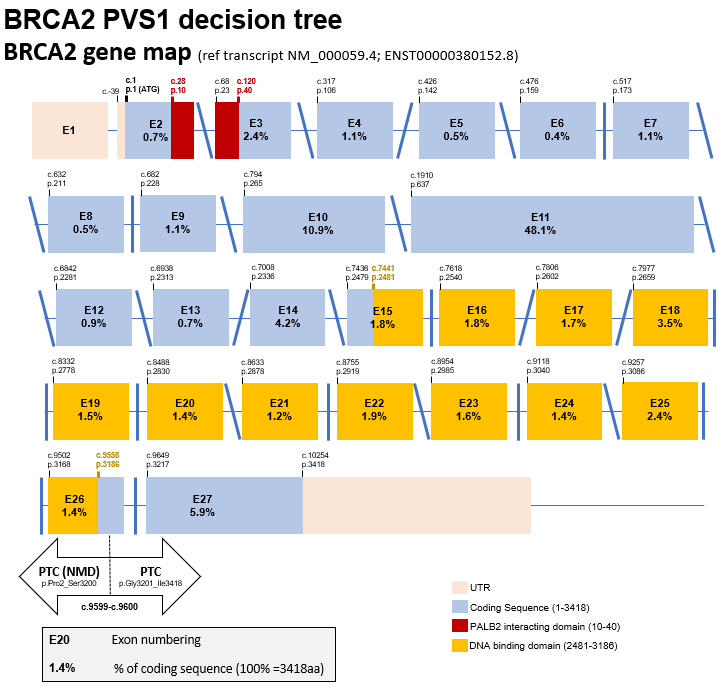 BRCA2 PVS1 decision tree
BRCA2 gene map (ref transcript NM_000059.4; ENST00000380152.8)
c.-39
c.1
p.1 (ATG)
c.28
p.10
c.68
p.23
c.120
p.40
c.317
p.106
c.426
p.142
c.476
p.159
c.517
p.173
E1
E2
0.7%
E3
2.4%
E4
1.1%
E5
0.5%
E6
0.4%
E7
1.1%
c.632
p.211
c.682
p.228
c.794
p.265
c.1910
p.637
E8
0.5%
E9
1.1%
E10
10.9%
E11
48.1%
c.6842
p.2281
c.6938
p.2313
c.7008
p.2336
c.7436
p.2479
c.7441
p.2481
c.7618
p.2540
c.7806
p.2602
c.7977
p.2659
E12
0.9%
E13
0.7%
E14
4.2%
E15
1.8%
E16
1.8%
E17
1.7%
E18
3.5%
c.8332
p.2778
c.8488
p.2830
c.8633
p.2878
c.8755
p.2919
c.8954
p.2985
c.9118
p.3040
c.9257
p.3086
E19
1.5%
E20
1.4%
E21
1.2%
E22
1.9%
E23
1.6%
E24
1.4%
E25
2.4%
c.9502
p.3168
c.9558
p.3186
c.9649
p.3217
c.10254
p.3418
E26
1.4%
E27
5.9%
PTC (NMD)
p.Pro2_Ser3200
PTC
p.Gly3201_Ile3418
c.9599-c.9600
UTR
Coding Sequence (1-3418)
PALB2 interacting domain (10-40)
DNA binding domain (2481-3186)
E20 Exon numbering
1.4% % of coding sequence (100% =3418aa)